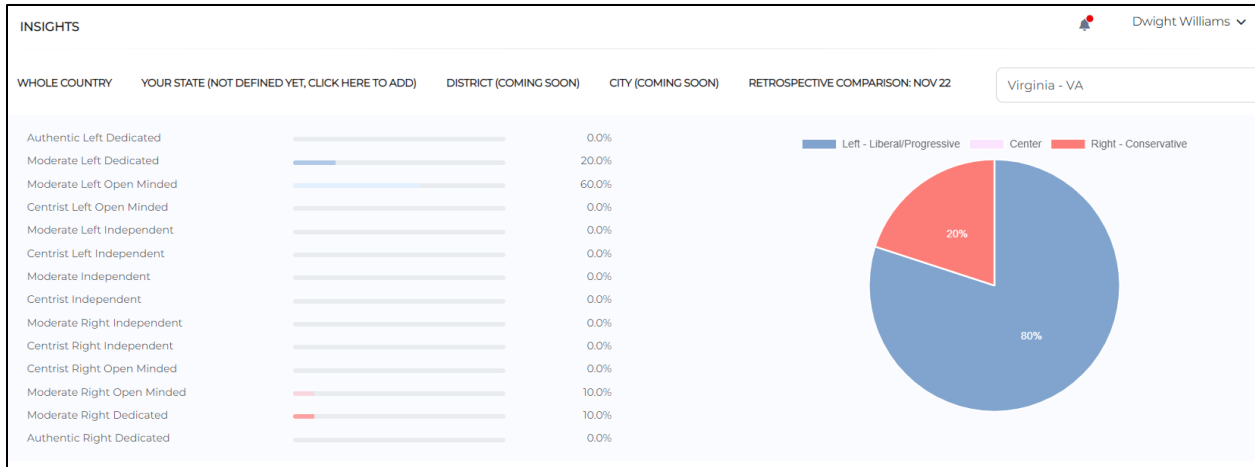 INSIGHTS
Dwight Williams
WHOLE COUNTRY YOUR STATE (NOT DEFINED YET, CLICK HERE TO ADD) DISTRICT (COMING SOON) CITY (COMING SOON) RETROSPECTIVE COMPARISON: NOV 22 Virginia - VA
Authentic Left Dedicated 0.0%
Moderate Left Dedicated 20.0%
Moderate Left Open Minded 60.0%
Centrist Left Open Minded 0.0%
Moderate Left Independent 0.0%
Centrist Left Independent 0.0%
Moderate Independent 0.0%
Centrist Independent 0.0%
Moderate Right Independent 0.0%
Centrist Right Independent 0.0%
Centrist Right Open Minded 0.0%
Moderate Right Open Minded 10.0%
Moderate Right Dedicated 10.0%
Authentic Right Dedicated 0.0%
Left - Liberal/Progressive Center Right - Conservative
20%
80%